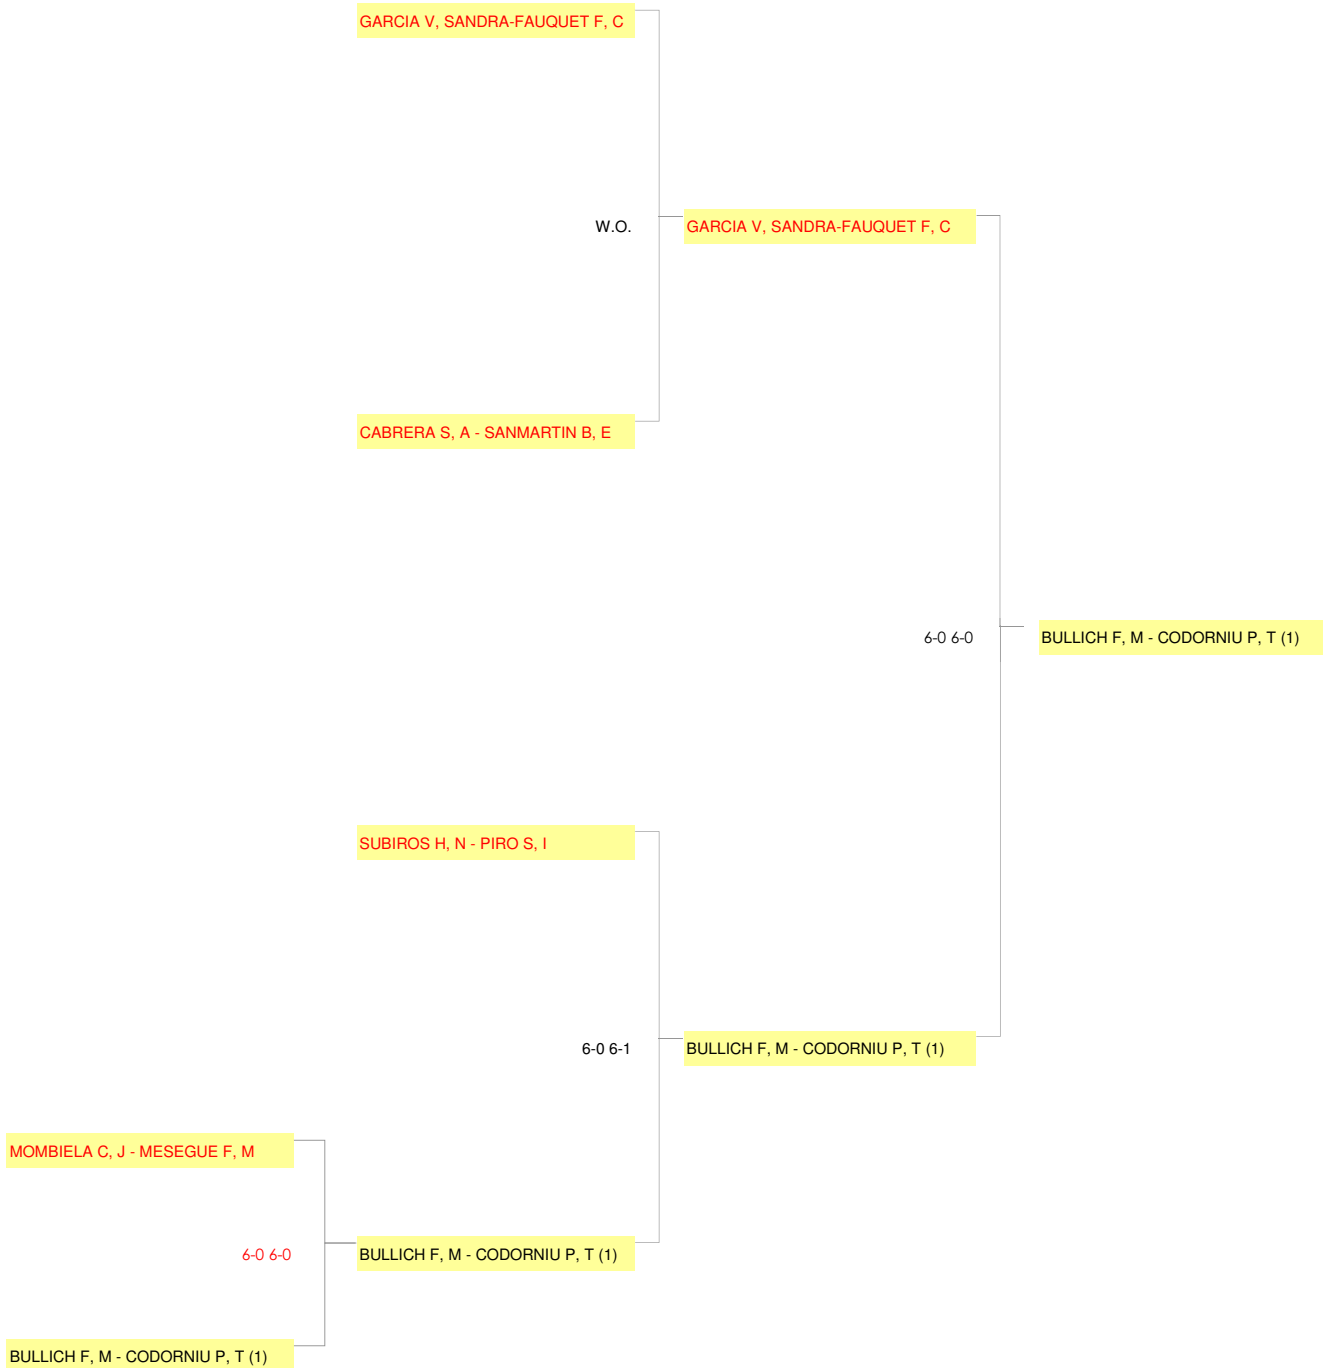 GARCIA V, SANDRA-FAUQUET F, C
W.O.
GARCIA V, SANDRA-FAUQUET F, C
CABRERA S, A - SANMARTIN B, E
6-0 6-0
BULLICH F, M - CODORNIU P, T (1)
SUBIROS H, N - PIRO S, I
6-0 6-1
BULLICH F, M - CODORNIU P, T (1)
MOMBIELA C, J - MESEGUE F, M
6-0 6-0
BULLICH F, M - CODORNIU P, T (1)
BULLICH F, M - CODORNIU P, T (1)